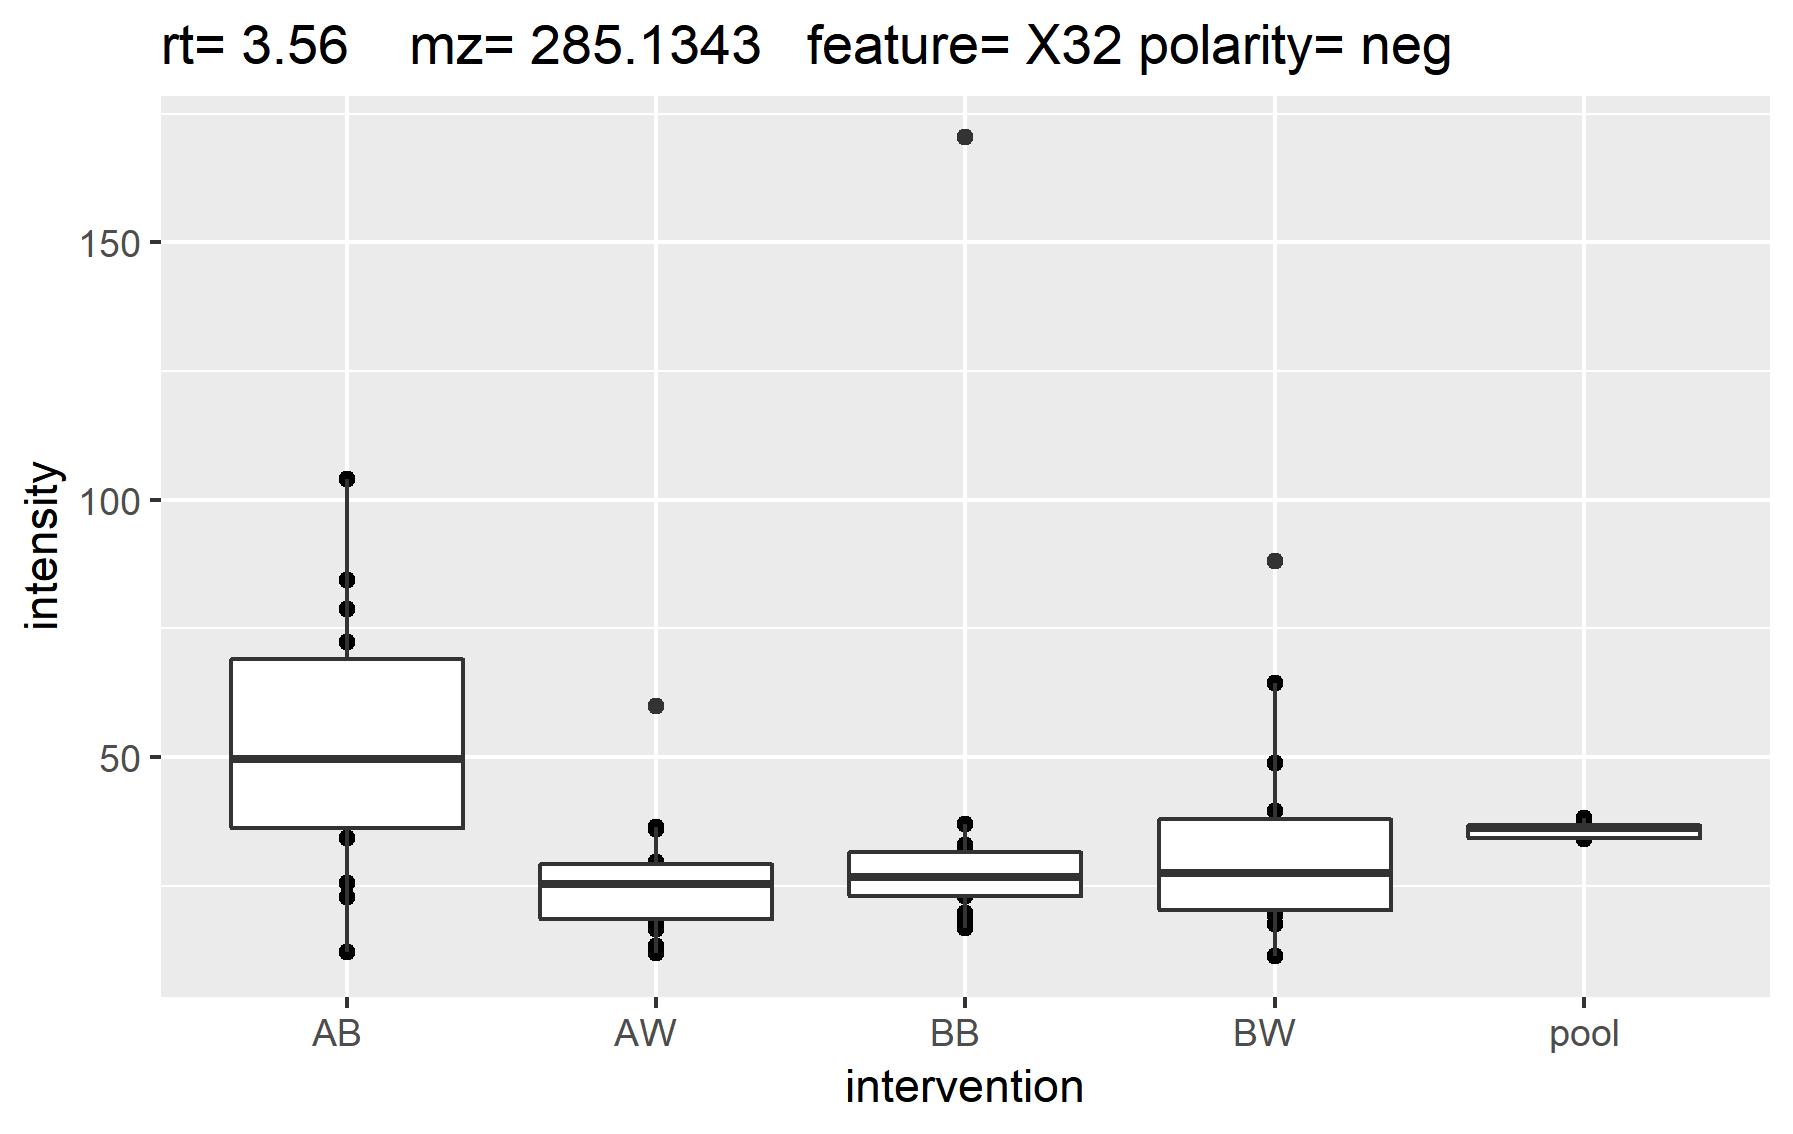 rt= 3.56 mz= 285.1343 feature= X32 polarity= neg
150
100
50
intensity
AB AW BB BW pool
intervention